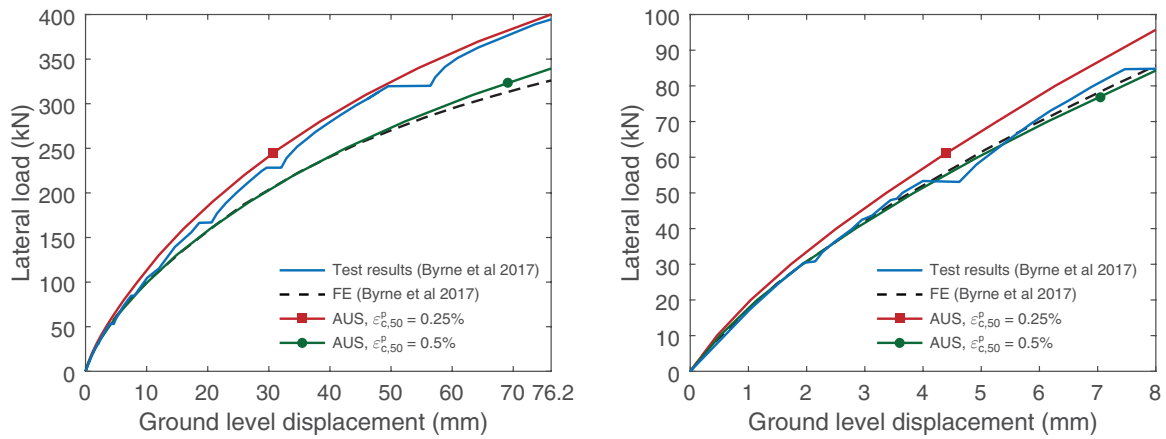 400
350
300
250
200
150
100
50
0
Lateral load (kN)
0 10 20 30 40 50 60 70 76.2
Ground level displacement (mm)
Test results (Byrne et al 2017)
FE (Byrne et al 2017)
AUS, ε^p_c,50 = 0.25%
AUS, ε^p_c,50 = 0.5%
100
90
80
70
60
50
40
30
20
10
0
Lateral load (kN)
0 1 2 3 4 5 6 7 8
Ground level displacement (mm)
Test results (Byrne et al 2017)
FE (Byrne et al 2017)
AUS, ε^p_c,50 = 0.25%
AUS, ε^p_c,50 = 0.5%